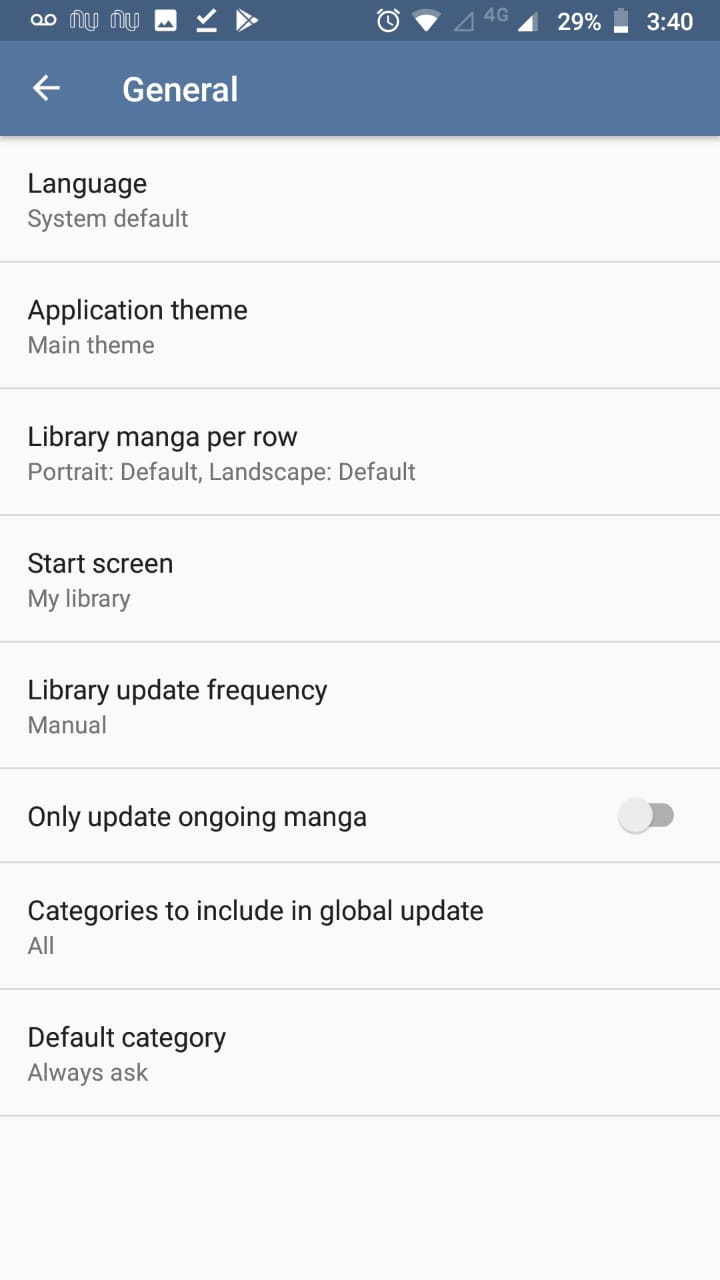 4G 29% 3:40
General
Language
System default
Application theme
Main theme
Library manga per row
Portrait: Default, Landscape: Default
Start screen
My library
Library update frequency
Manual
Only update ongoing manga
Categories to include in global update
All
Default category
Always ask